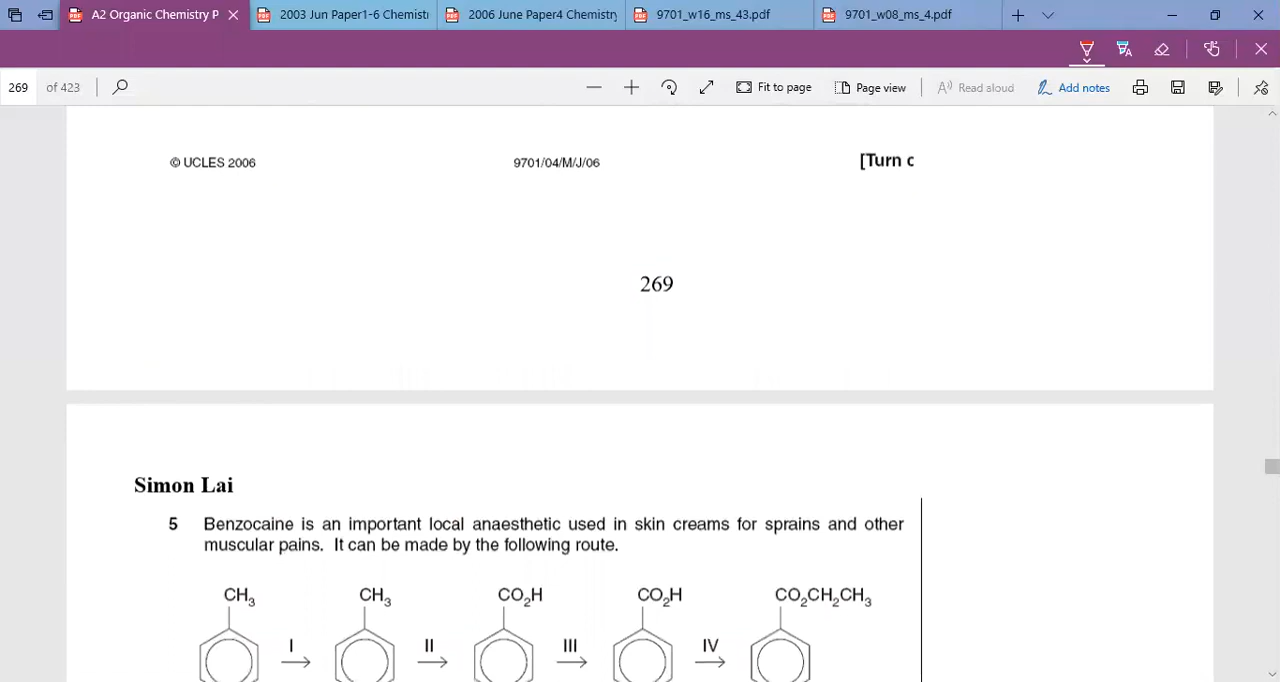 A2 Organic Chemistry P
2003 Jun Paper1-6 Chemistr
2006 June Paper4 Chemistry
9701_w16_ms_43.pdf
9701_w08_ms_4.pdf
269 of 423
Fit to page
Page view
Read aloud
Add notes
© UCLES 2006
9701/04/M/J/06
[Turn o
269
Simon Lai
5 Benzocaine is an important local anaesthetic used in skin creams for sprains and other
muscular pains. It can be made by the following route.
CH3 CH3 CO2H CO2H CO2CH2CH3
I II III IV